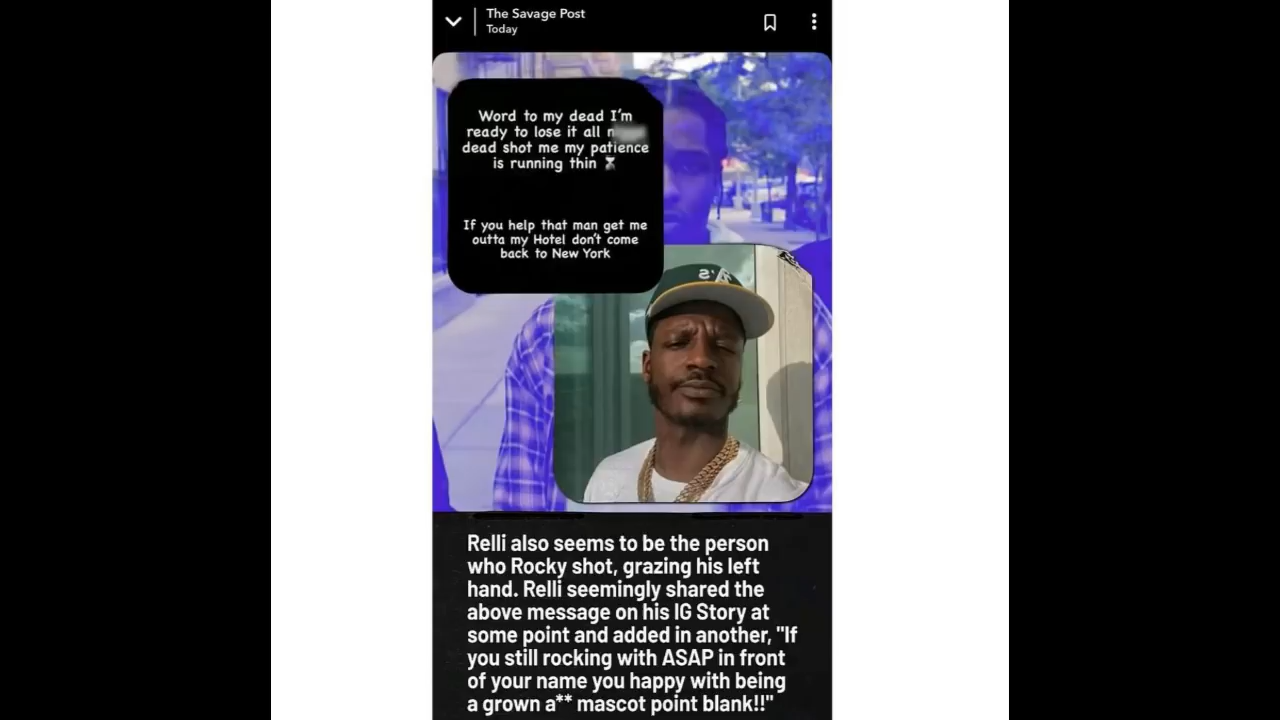 The Savage Post
Today
Word to my dead I'm
ready to lose it all n
dead shot me my patience
is running thin ⌛
If you help that man get me
outta my Hotel don't come
back to New York
A's
Relli also seems to be the person
who Rocky shot, grazing his left
hand. Relli seemingly shared the
above message on his IG Story at
some point and added in another, "If
you still rocking with ASAP in front
of your name you happy with being
a grown a** mascot point blank!!"